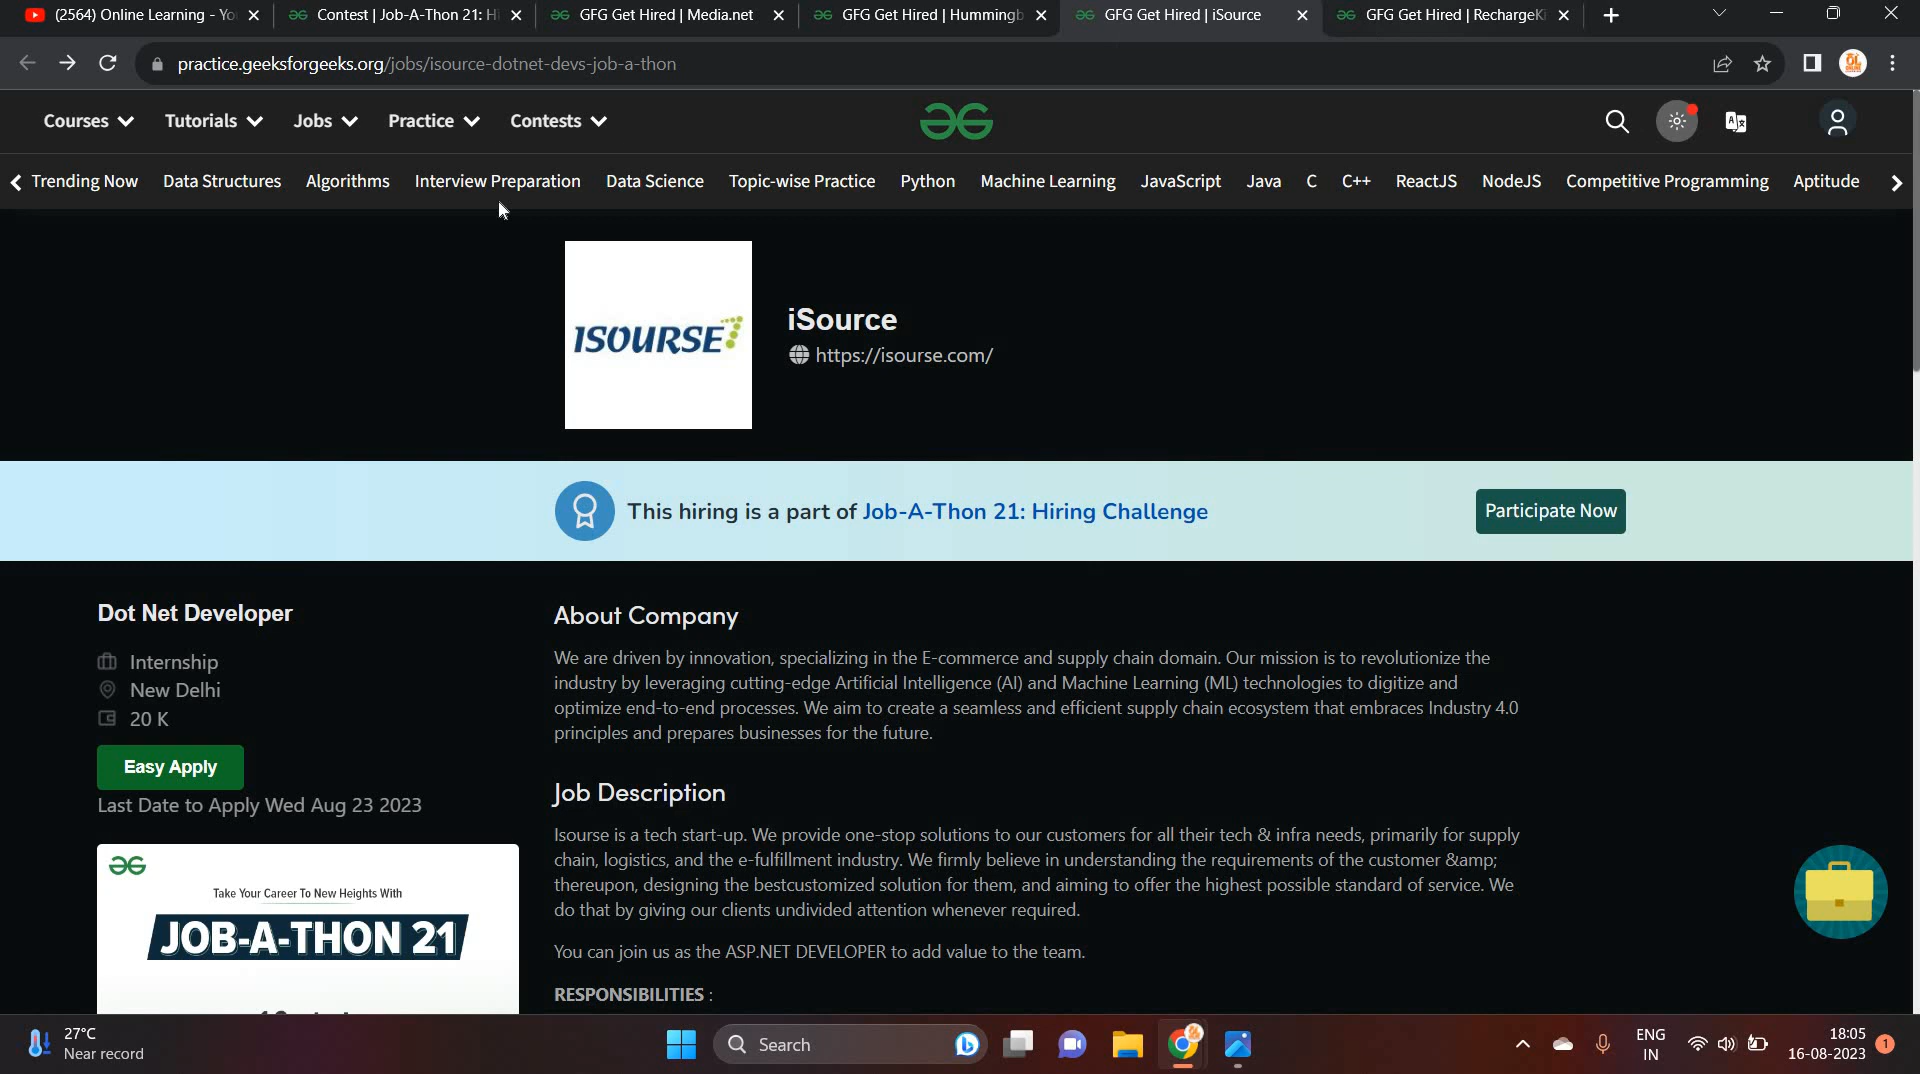 (2564) Online Learning - Yo
Contest | Job-A-Thon 21: Hi
GFG Get Hired | Media.net
GFG Get Hired | Hummingb
GFG Get Hired | iSource
GFG Get Hired | RechargeKi
practice.geeksforgeeks.org/jobs/isource-dotnet-devs-job-a-thon
Courses
Tutorials
Jobs
Practice
Contests
Trending Now
Data Structures
Algorithms
Interview Preparation
Data Science
Topic-wise Practice
Python
Machine Learning
JavaScript
Java
C
C++
ReactJS
NodeJS
Competitive Programming
Aptitude
ISOURSE
iSource
https://isourse.com/
This hiring is a part of Job-A-Thon 21: Hiring Challenge
Participate Now
Dot Net Developer
Internship
New Delhi
20 K
Easy Apply
Last Date to Apply Wed Aug 23 2023
Take Your Career To New Heights With
JOB-A-THON 21
About Company
We are driven by innovation, specializing in the E-commerce and supply chain domain. Our mission is to revolutionize the
industry by leveraging cutting-edge Artificial Intelligence (AI) and Machine Learning (ML) technologies to digitize and
optimize end-to-end processes. We aim to create a seamless and efficient supply chain ecosystem that embraces Industry 4.0
principles and prepares businesses for the future.
Job Description
Isourse is a tech start-up. We provide one-stop solutions to our customers for all their tech & infra needs, primarily for supply
chain, logistics, and the e-fulfillment industry. We firmly believe in understanding the requirements of the customer &amp;
thereupon, designing the bestcustomized solution for them, and aiming to offer the highest possible standard of service. We
do that by giving our clients undivided attention whenever required.
You can join us as the ASP.NET DEVELOPER to add value to the team.
RESPONSIBILITIES :
27°C
Near record
Search
ENG
IN
18:05
16-08-2023
1